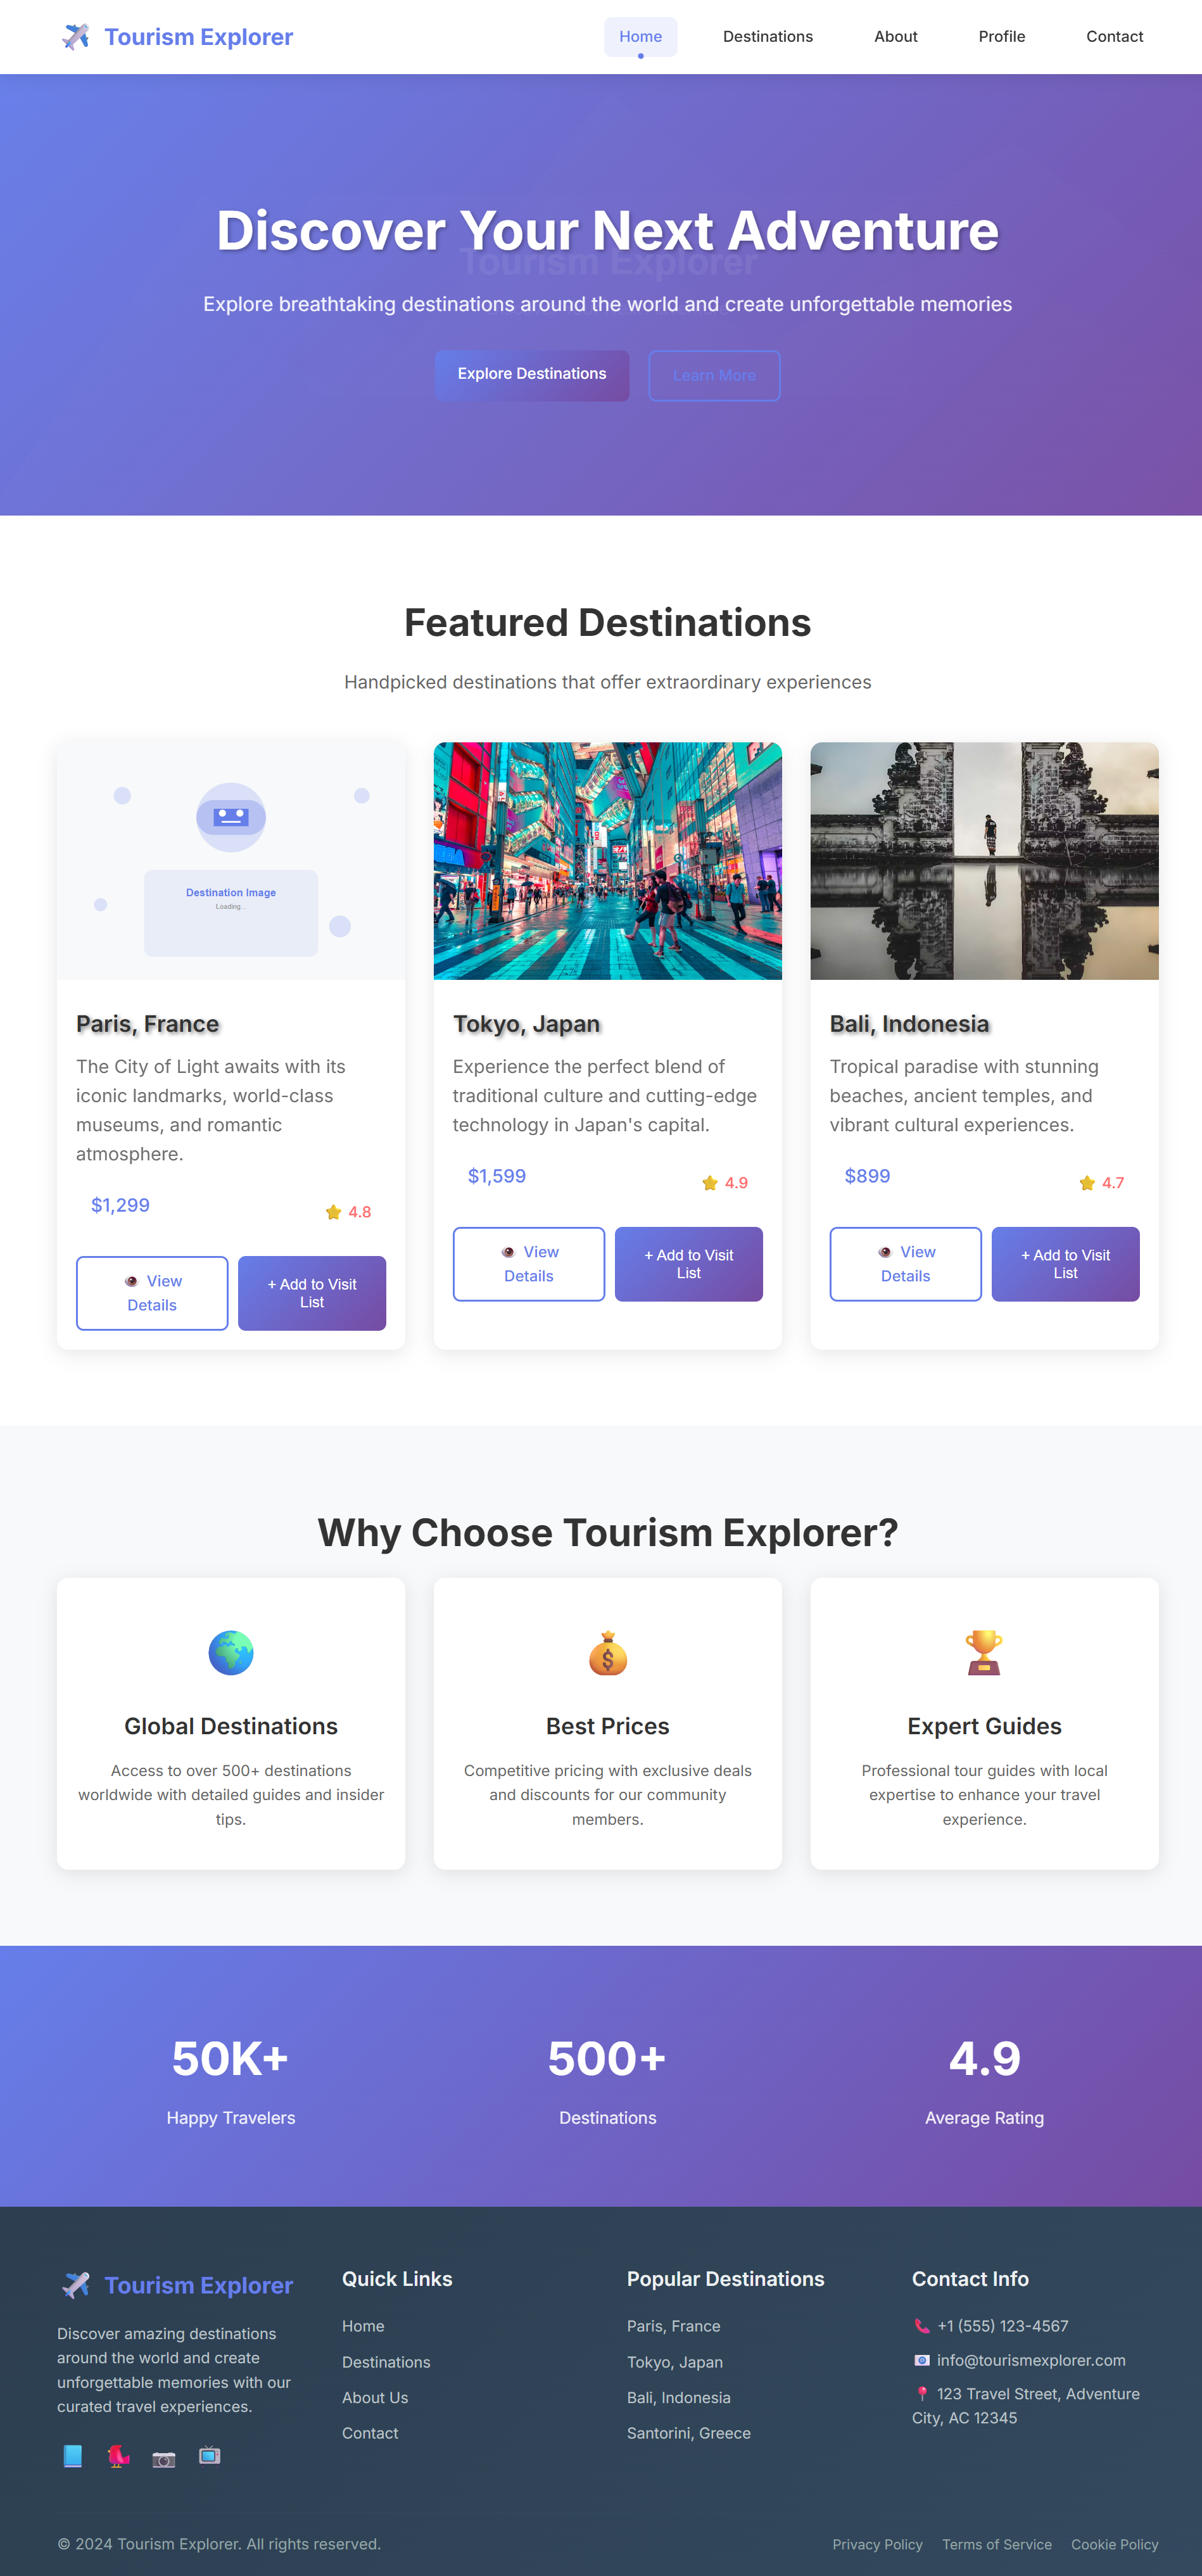 Tourism Explorer
Home
Destinations
About
Profile
Contact
Discover Your Next Adventure
Tourism Explorer
Explore breathtaking destinations around the world and create unforgettable memories
Explore Destinations
Learn More
Featured Destinations
Handpicked destinations that offer extraordinary experiences
Destination Image
Loading...
Paris, France
The City of Light awaits with its
iconic landmarks, world-class
museums, and romantic
atmosphere.
$1,299
4.8
View
Details
+ Add to Visit
List
Tokyo, Japan
Experience the perfect blend of
traditional culture and cutting-edge
technology in Japan's capital.
$1,599
4.9
View
Details
+ Add to Visit
List
Bali, Indonesia
Tropical paradise with stunning
beaches, ancient temples, and
vibrant cultural experiences.
$899
4.7
View
Details
+ Add to Visit
List
Why Choose Tourism Explorer?
Global Destinations
Access to over 500+ destinations
worldwide with detailed guides and insider
tips.
Best Prices
Competitive pricing with exclusive deals
and discounts for our community
members.
Expert Guides
Professional tour guides with local
expertise to enhance your travel
experience.
50K+
Happy Travelers
500+
Destinations
4.9
Average Rating
Tourism Explorer
Discover amazing destinations
around the world and create
unforgettable memories with our
curated travel experiences.
Quick Links
Home
Destinations
About Us
Contact
Popular Destinations
Paris, France
Tokyo, Japan
Bali, Indonesia
Santorini, Greece
Contact Info
+1 (555) 123-4567
info@tourismexplorer.com
123 Travel Street, Adventure
City, AC 12345
© 2024 Tourism Explorer. All rights reserved.
Privacy Policy
Terms of Service
Cookie Policy